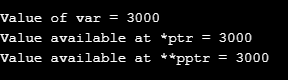 Value of var = 3000
Value available at *ptr = 3000
Value available at **pptr = 3000